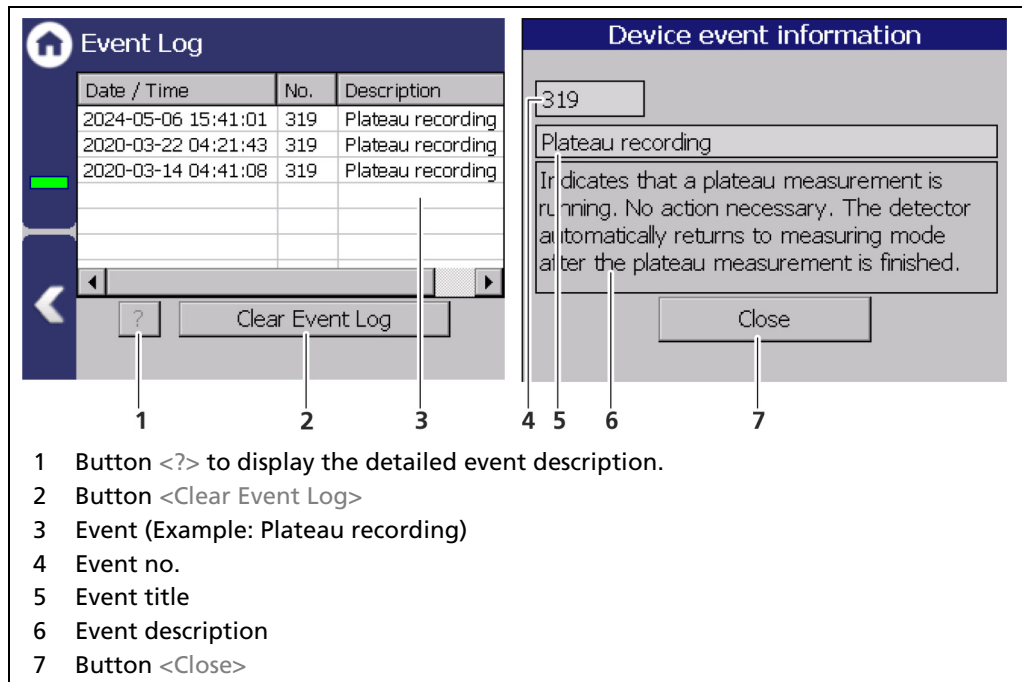 Event Log
Date / Time No. Description
2024-05-06 15:41:01 319 Plateau recording
2020-03-22 04:21:43 319 Plateau recording
2020-03-14 04:41:08 319 Plateau recording
? Clear Event Log
Device event information
319
Plateau recording
Indicates that a plateau measurement is
running. No action necessary. The detector
automatically returns to measuring mode
after the plateau measurement is finished.
Close
1 2 3 4 5 6 7
1 Button <?> to display the detailed event description.
2 Button <Clear Event Log>
3 Event (Example: Plateau recording)
4 Event no.
5 Event title
6 Event description
7 Button <Close>